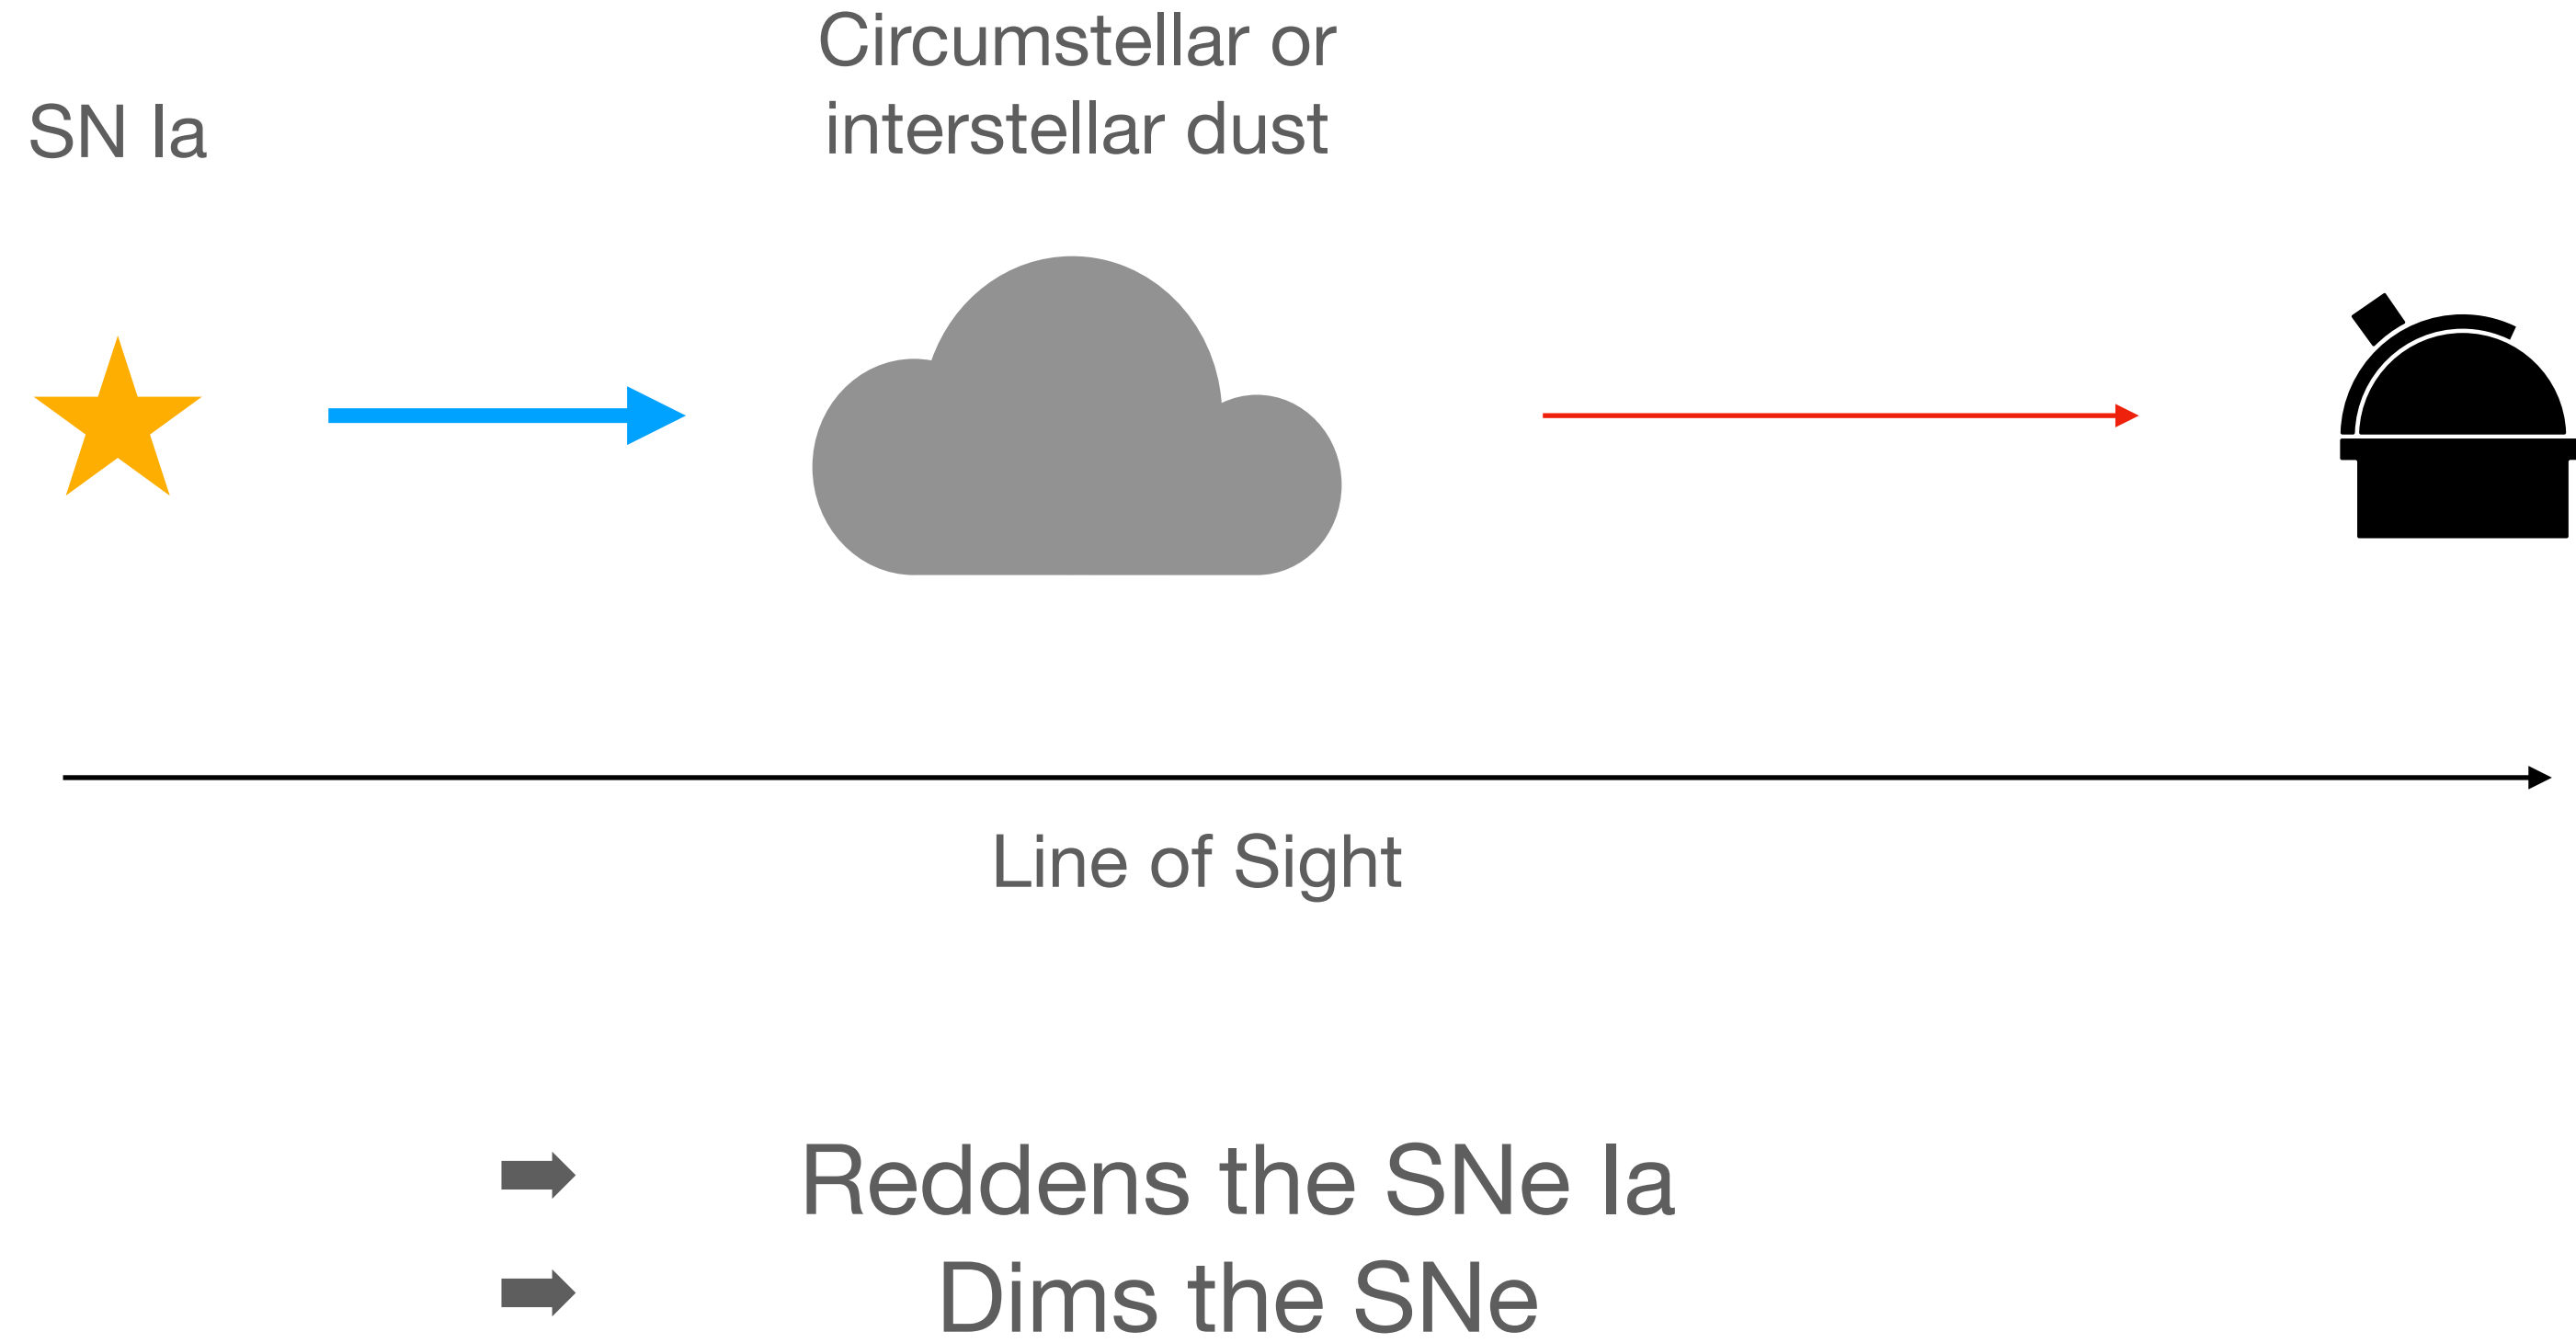 Circumstellar or
interstellar dust
SN Ia
Line of Sight
Reddens the SNe Ia
Dims the SNe